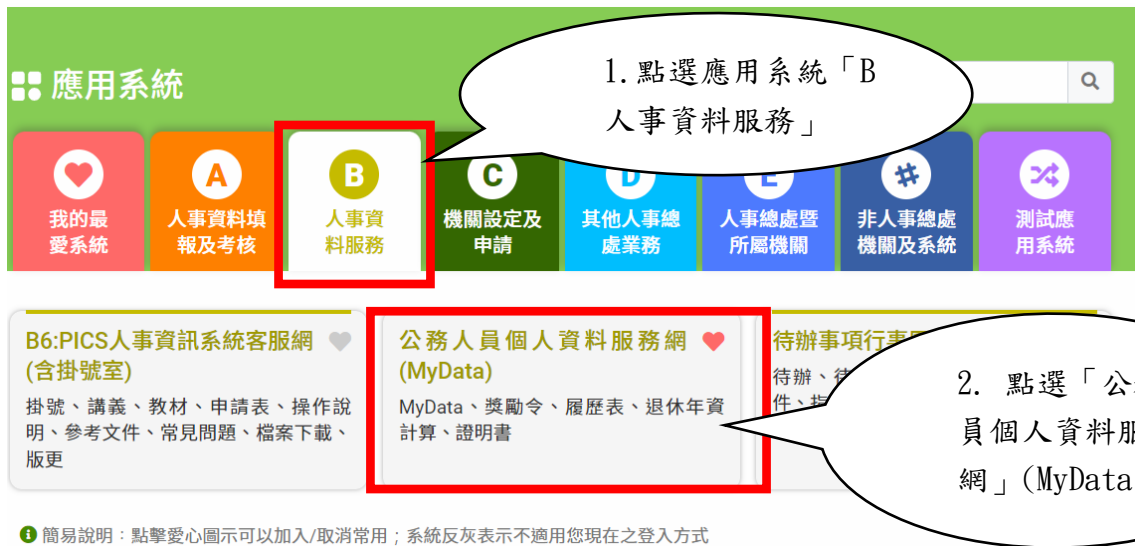 應用系統
1.點選應用系統「B
人事資料服務」
我的最
愛系統
A
人事資料填
報及考核
B
人事資
料服務
C
機關設定及
申請
D
其他人事總
處業務
E
人事總處暨
所屬機關
#
非人事總處
機關及系統
測試應
用系統
B6:PICS人事資訊系統客服網
(含掛號室)
掛號、講義、教材、申請表、操作說
明、參考文件、常見問題、檔案下載、
版更
公務人員個人資料服務網
(MyData)
MyData、獎勵令、履歷表、退休年資
計算、證明書
待辦事項行事
待辦、
件、
2. 點選「公
員個人資料服
網」(MyData
簡易說明：點擊愛心圖示可以加入/取消常用；系統反灰表示不適用您現在之登入方式